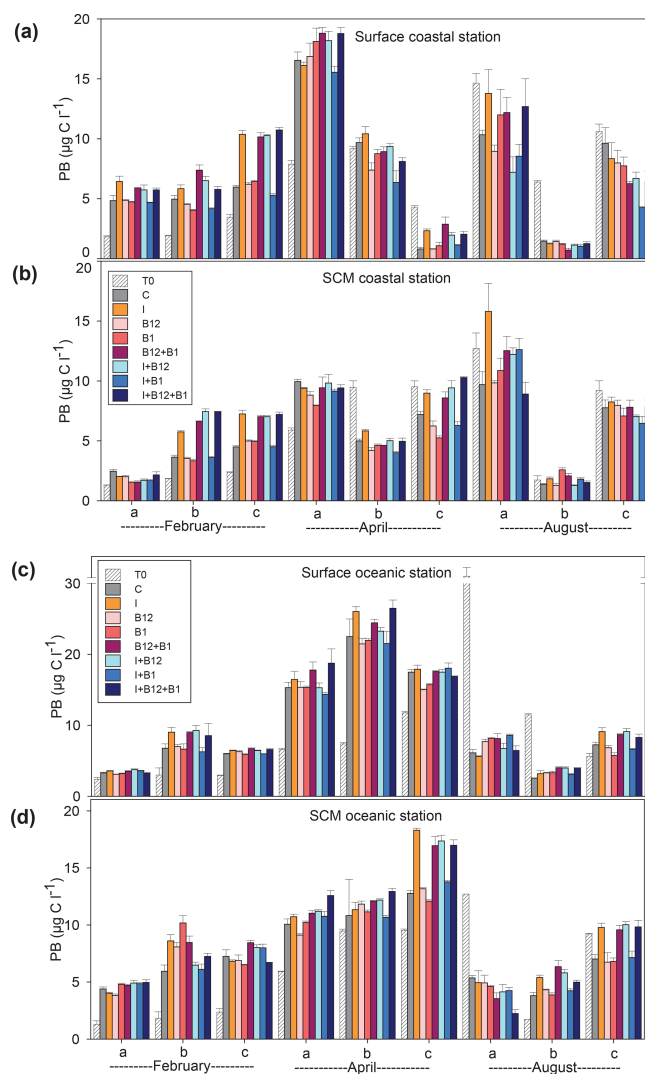 (a)
Surface coastal station
20
15
10
5
0
PB (µg C l⁻¹)
(b)
SCM coastal station
20
15
10
5
0
PB (µg C l⁻¹)
T0
C
I
B12
B1
B12+B1
I+B12
I+B1
I+B12+B1
a b c a b c a b c
---------February--------- -----------April----------- ---------August---------
(c)
Surface oceanic station
30
20
10
0
PB (µg C l⁻¹)
T0
C
I
B12
B1
B12+B1
I+B12
I+B1
I+B12+B1
(d)
SCM oceanic station
20
15
10
5
0
PB (µg C l⁻¹)
a b c a b c a b c
---------February--------- -----------April----------- ---------August---------